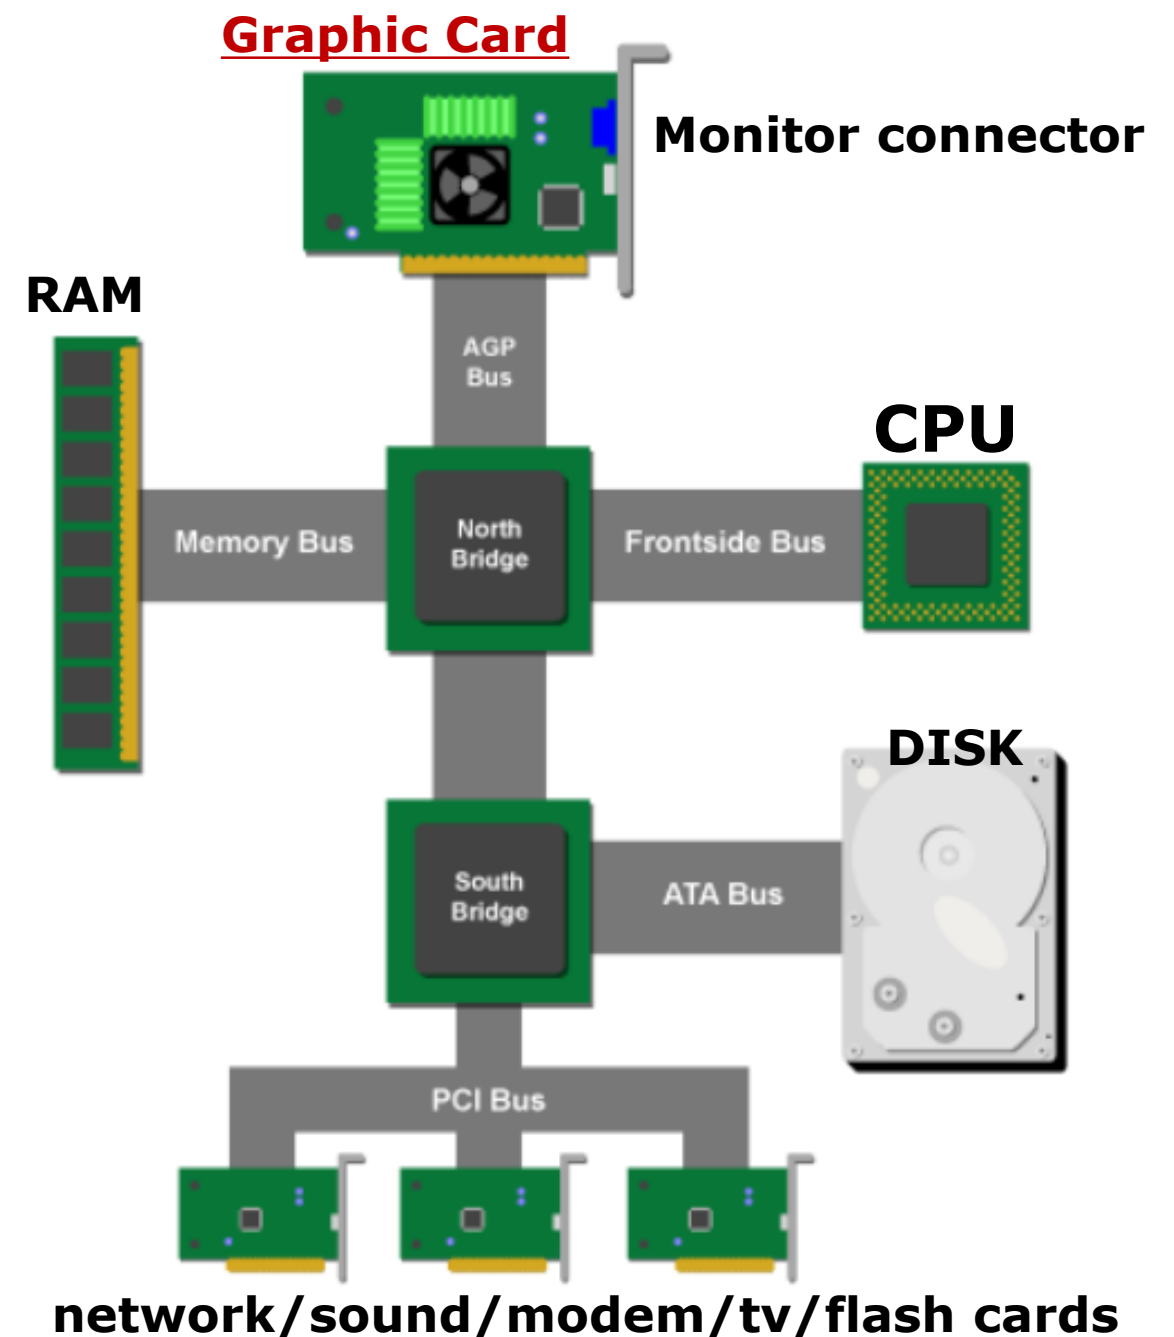 Graphic Card
Monitor connector
RAM
AGP
Bus
CPU
Memory Bus
North
Bridge
Frontside Bus
DISK
South
Bridge
ATA Bus
PCI Bus
network/sound/modem/tv/flash cards